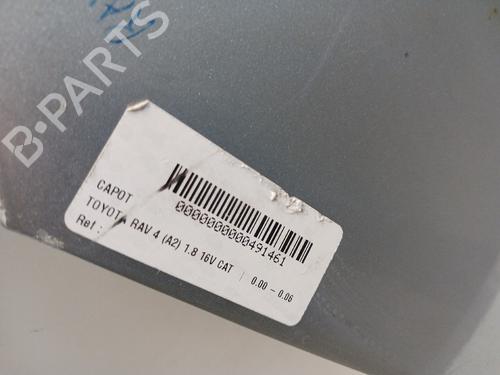 B-PARTS
CAPOT
TOYOTA RAV 4 (A2) 1.8 16V CAT | 0.00 - 0.06
Ref :
0000000000491461